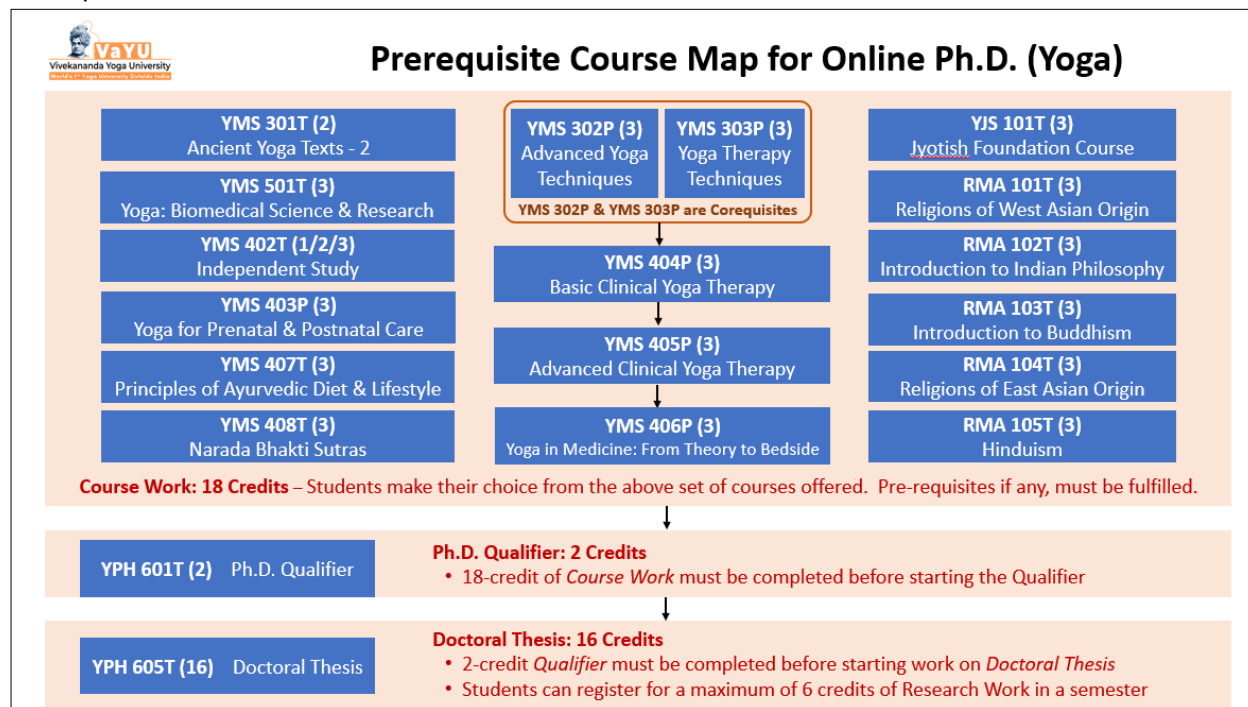 VaYU
Vivekananda Yoga University
World's 1st Yoga University Outside India
Prerequisite Course Map for Online Ph.D. (Yoga)
YMS 301T (2)
Ancient Yoga Texts - 2
YMS 501T (3)
Yoga: Biomedical Science & Research
YMS 402T (1/2/3)
Independent Study
YMS 403P (3)
Yoga for Prenatal & Postnatal Care
YMS 407T (3)
Principles of Ayurvedic Diet & Lifestyle
YMS 408T (3)
Narada Bhakti Sutras
YMS 302P (3)
Advanced Yoga
Techniques
YMS 303P (3)
Yoga Therapy
Techniques
YMS 302P & YMS 303P are Corequisites
YMS 404P (3)
Basic Clinical Yoga Therapy
YMS 405P (3)
Advanced Clinical Yoga Therapy
YMS 406P (3)
Yoga in Medicine: From Theory to Bedside
YJS 101T (3)
Jyotish Foundation Course
RMA 101T (3)
Religions of West Asian Origin
RMA 102T (3)
Introduction to Indian Philosophy
RMA 103T (3)
Introduction to Buddhism
RMA 104T (3)
Religions of East Asian Origin
RMA 105T (3)
Hinduism
Course Work: 18 Credits – Students make their choice from the above set of courses offered. Pre-requisites if any, must be fulfilled.
YPH 601T (2) Ph.D. Qualifier
Ph.D. Qualifier: 2 Credits
• 18-credit of Course Work must be completed before starting the Qualifier
YPH 605T (16) Doctoral Thesis
Doctoral Thesis: 16 Credits
• 2-credit Qualifier must be completed before starting work on Doctoral Thesis
• Students can register for a maximum of 6 credits of Research Work in a semester